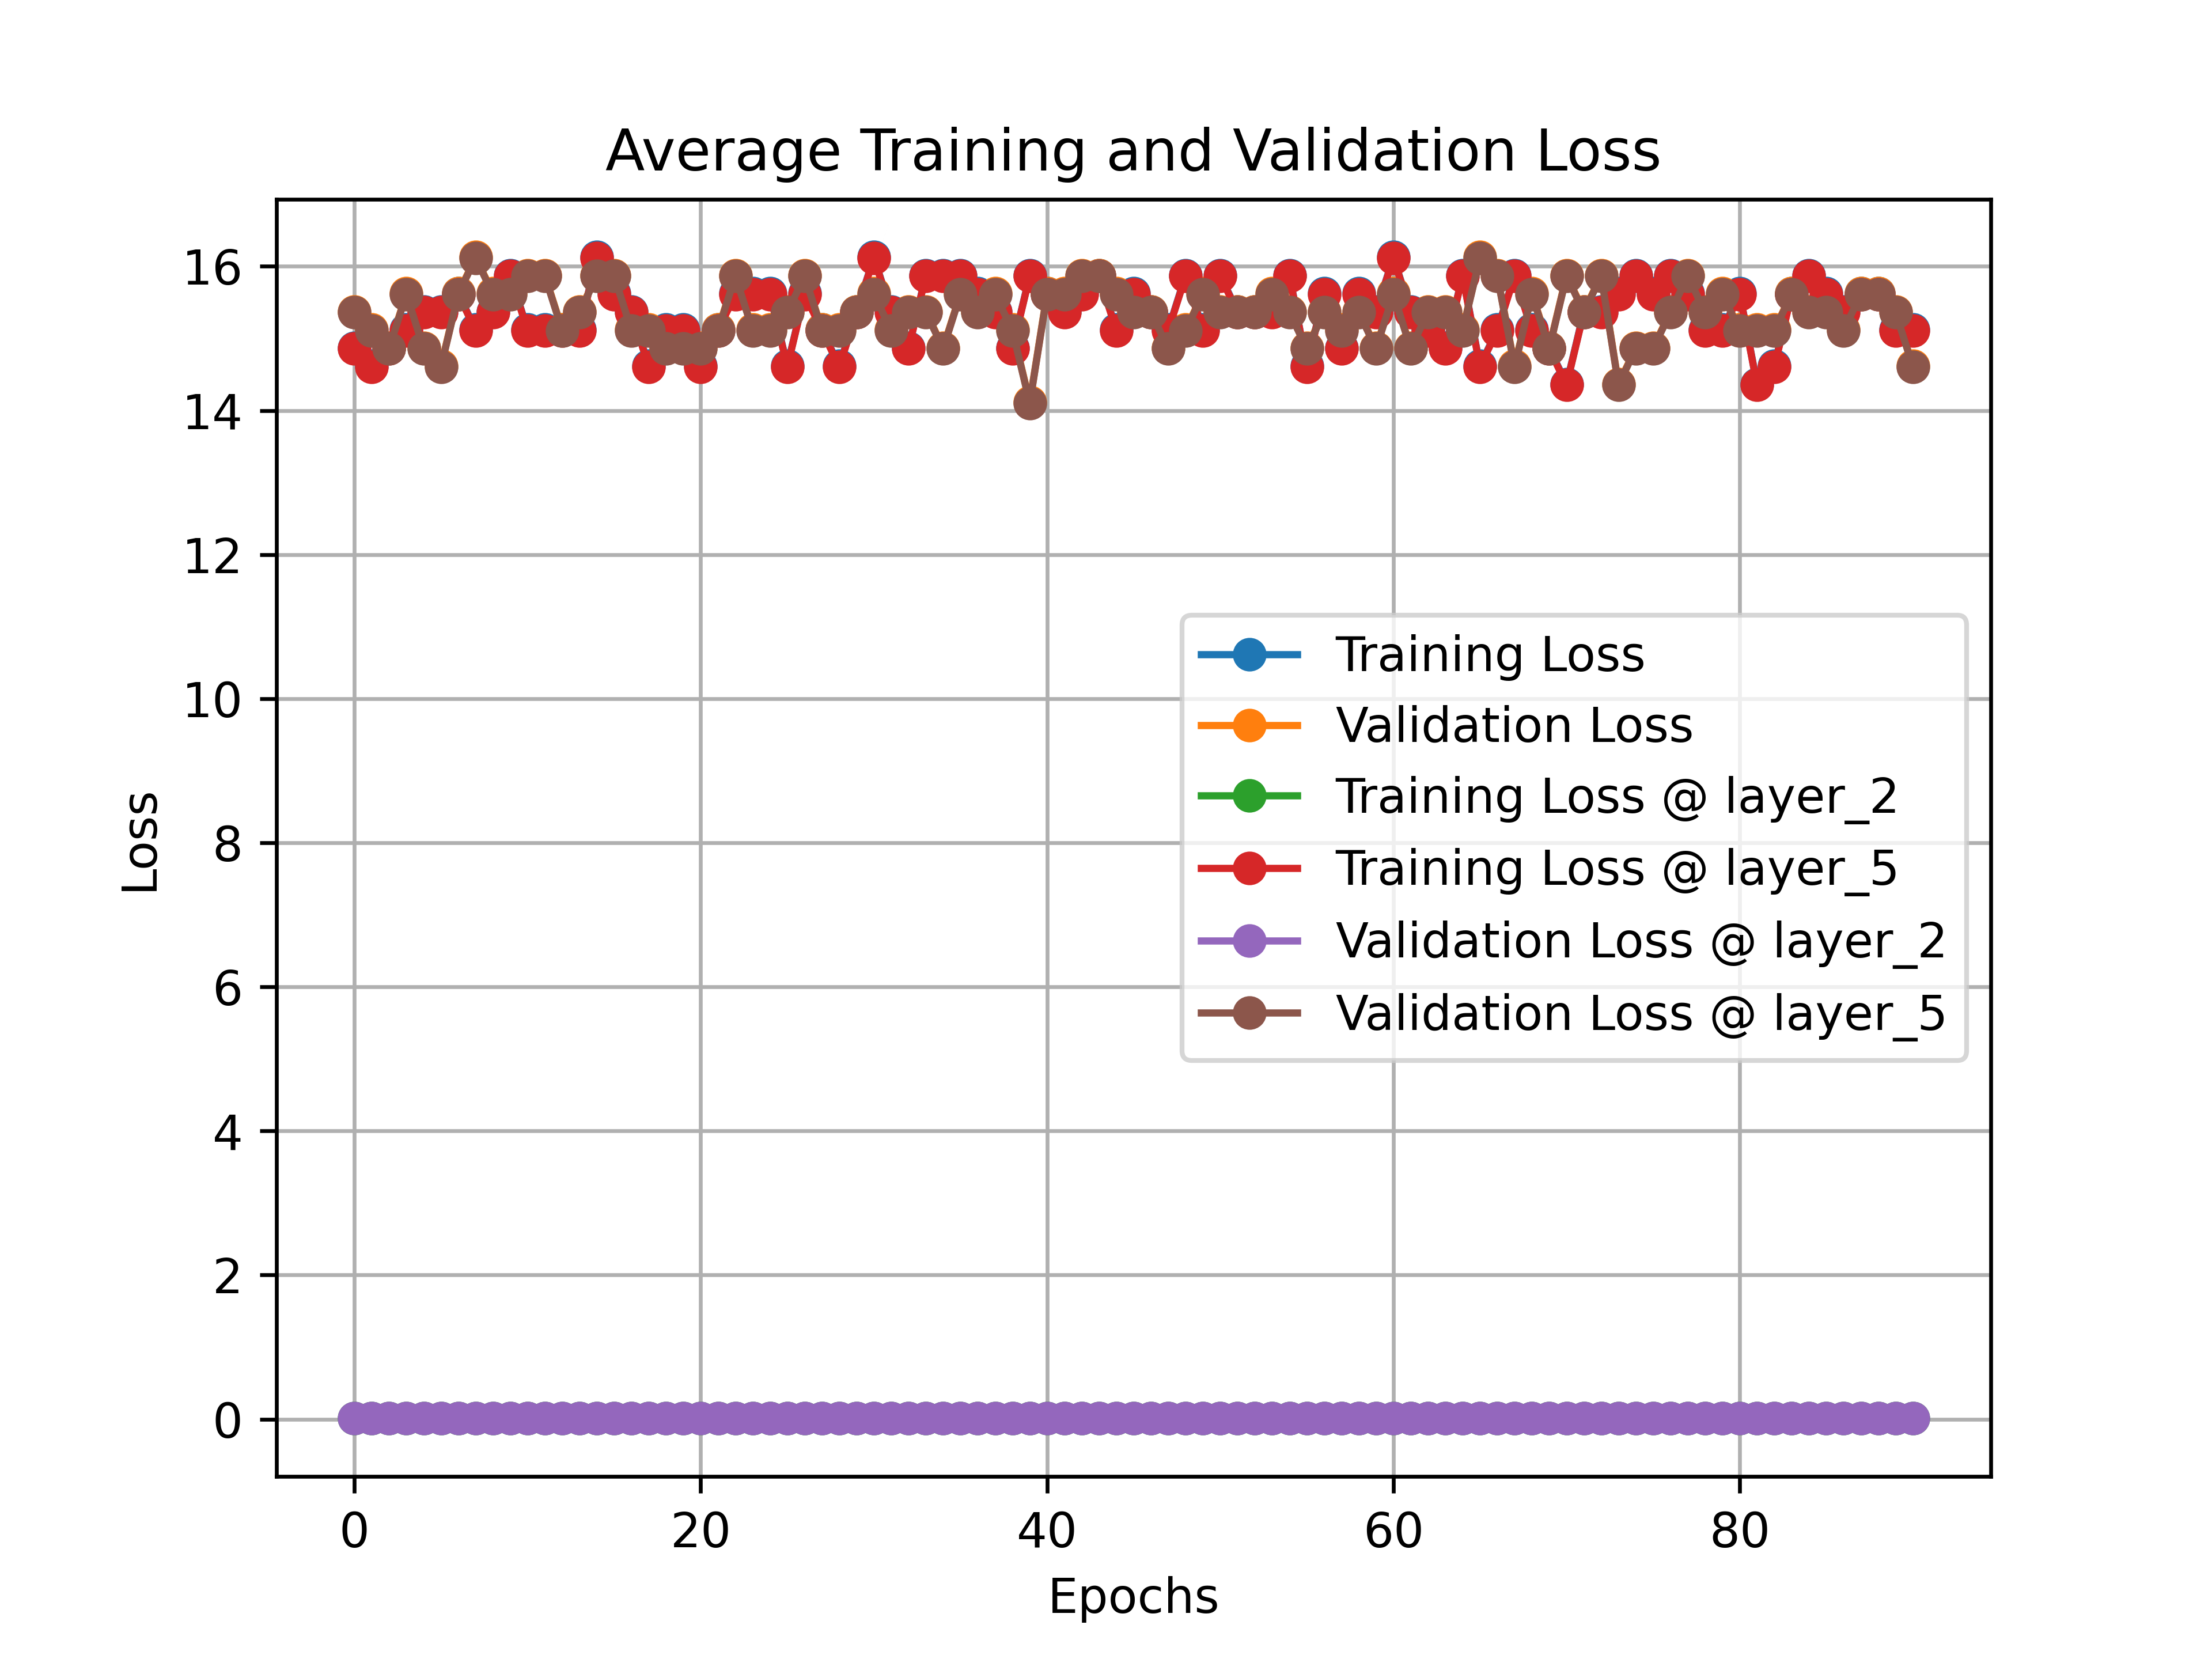 Average Training and Validation Loss
16
14
12
10
8
6
4
2
0
Loss
Training Loss
Validation Loss
Training Loss @ layer_2
Training Loss @ layer_5
Validation Loss @ layer_2
Validation Loss @ layer_5
0 20 40 60 80
Epochs